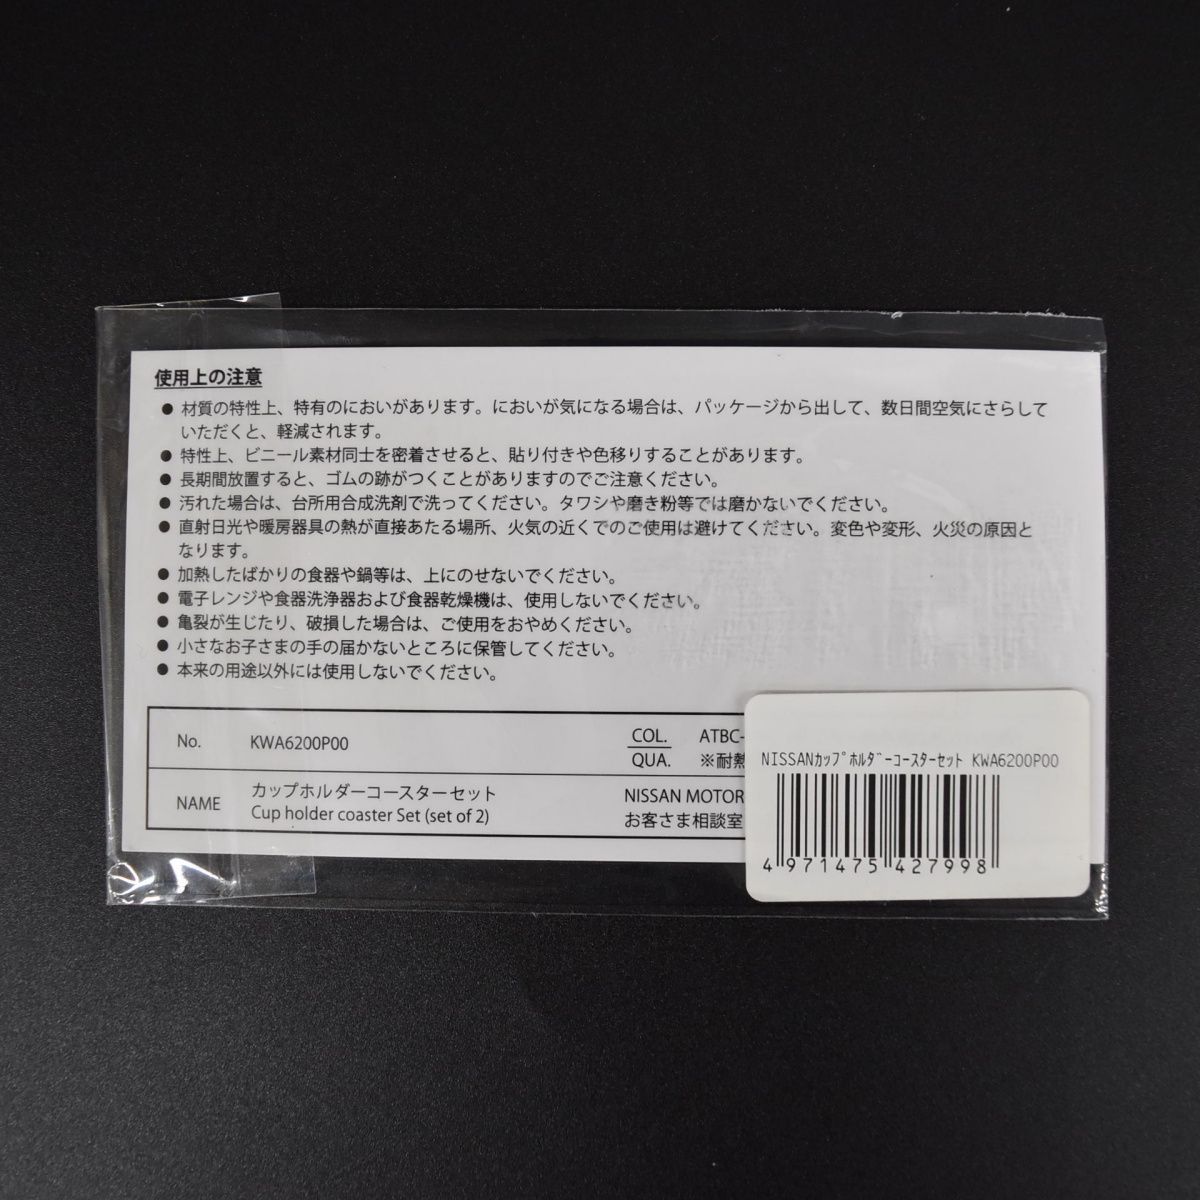 使用上の注意
● 材質の特性上、特有のにおいがあります。においが気になる場合は、パッケージから出して、数日間空気にさらして
いただくと、軽減されます。
● 特性上、ビニール素材同士を密着させると、貼り付きや色移りすることがあります。
● 長期間放置すると、ゴムの跡がつくことがありますのでご注意ください。
● 汚れた場合は、台所用合成洗剤で洗ってください。タワシや磨き粉等では磨かないでください。
● 直射日光や暖房器具の熱が直接あたる場所、火気の近くでのご使用は避けてください。変色や変形、火災の原因と
なります。
● 加熱したばかりの食器や鍋等は、上にのせないでください。
● 電子レンジや食器洗浄器および食器乾燥機は、使用しないでください。
● 亀裂が生じたり、破損した場合は、ご使用をおやめください。
● 小さなお子さまの手の届かないところに保管してください。
● 本来の用途以外には使用しないでください。
No. KWA6200P00
COL. ATBC-
QUA. ※耐熱
NAME カップホルダーコースターセット
Cup holder coaster Set (set of 2)
NISSAN MOTOR
お客さま相談室
NISSANｶｯﾌﾟﾎﾙﾀﾞｰｺｰｽﾀｰｾｯﾄ KWA6200P00
4 971475 427998